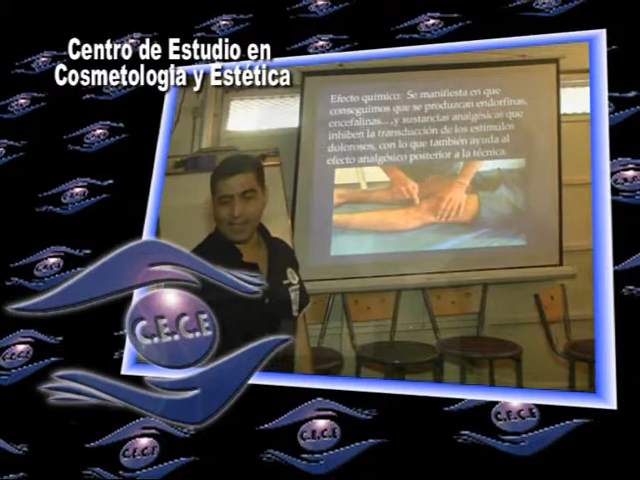 Centro de Estudio en
Cosmetología y Estética
Efecto químico: Se manifiesta en que
conseguimos que se produzcan endorfinas,
encefalinas..., y sustancias analgésicas que
inhiben la transducción de los estímulos
dolorosos, con lo que también ayuda al
efecto analgésico posterior a la técnica.
C.E.C.E
C.E.C.E
C.E.C.E
C.E.C.E